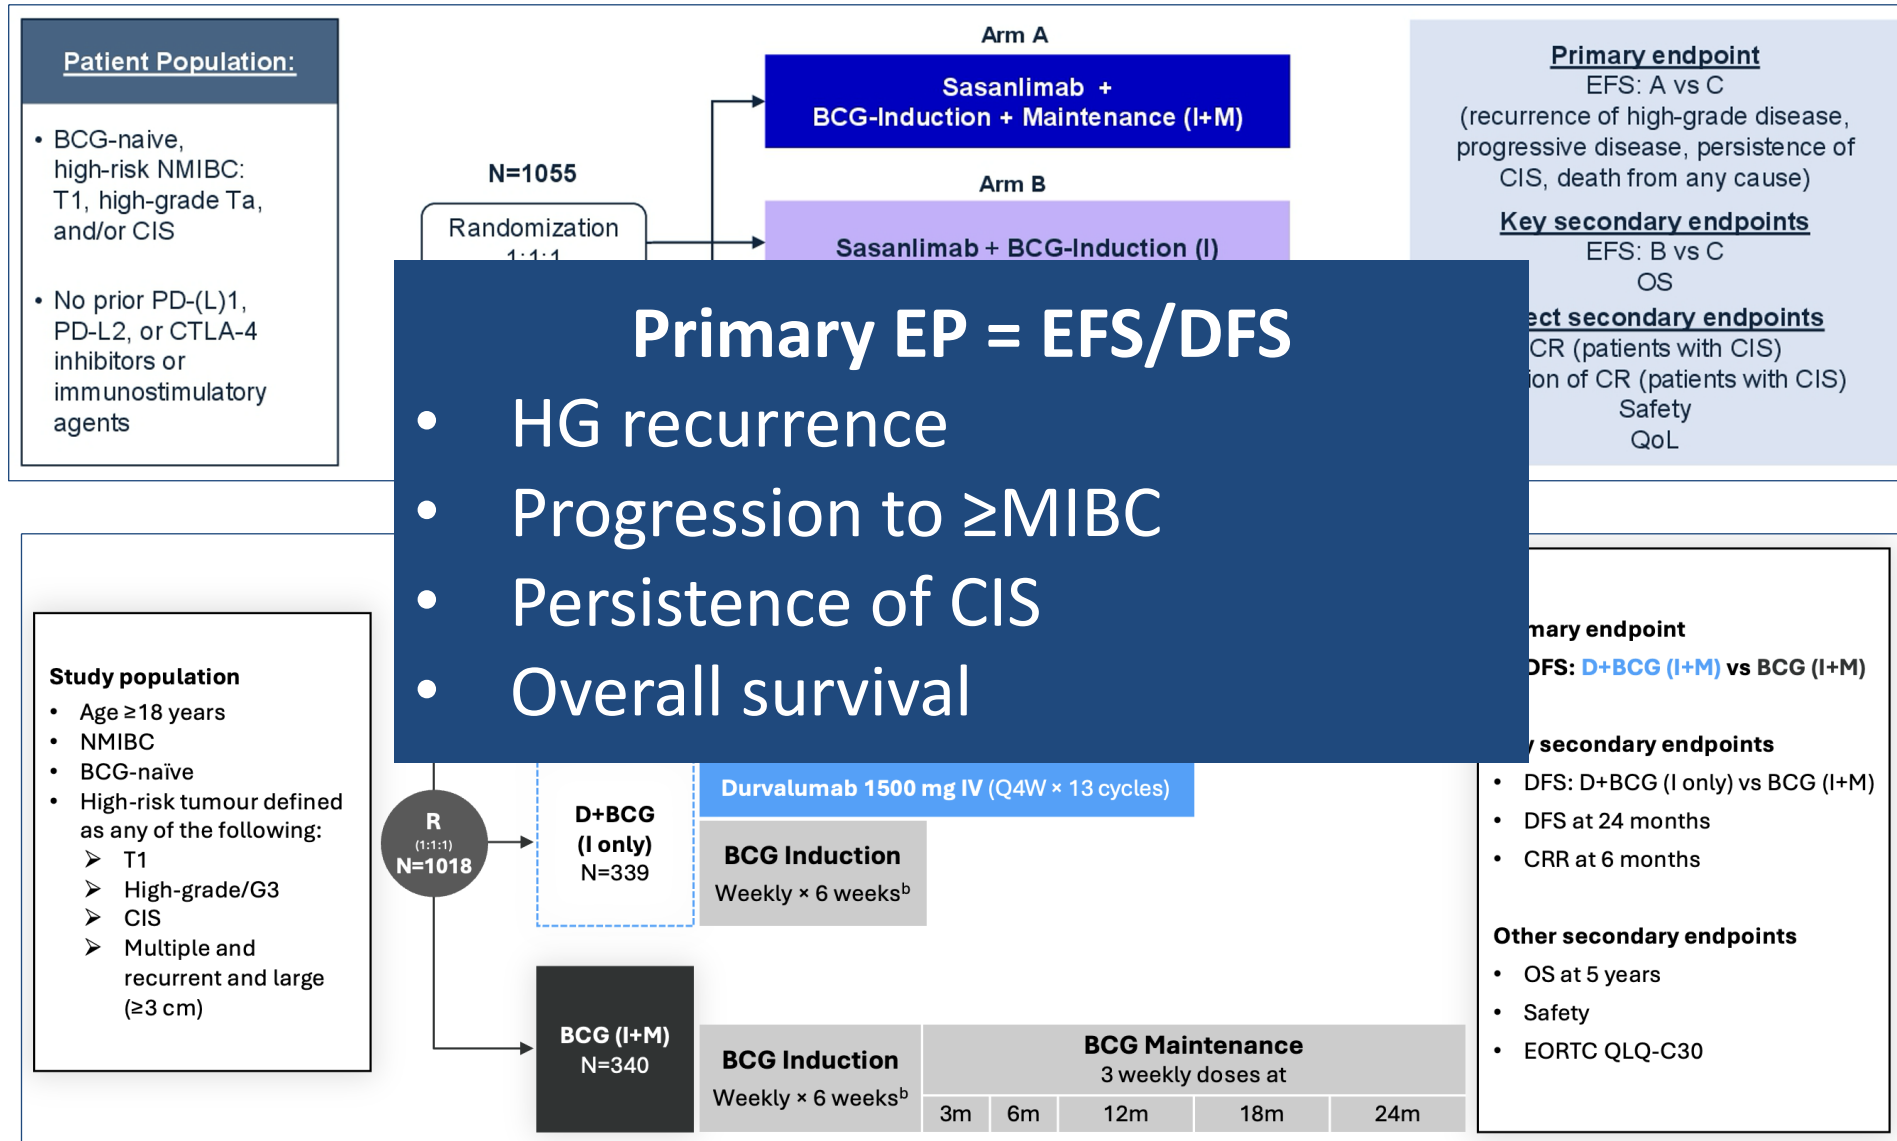 Patient Population:
• BCG-naive,
high-risk NMIBC:
T1, high-grade Ta,
and/or CIS
• No prior PD-(L)1,
PD-L2, or CTLA-4
inhibitors or
immunostimulatory
agents
N=1055
Randomization
1:1:1
Arm A
Sasanlimab +
BCG-Induction + Maintenance (I+M)
Arm B
Sasanlimab + BCG-Induction (I)
Primary endpoint
EFS: A vs C
(recurrence of high-grade disease,
progressive disease, persistence of
CIS, death from any cause)
Key secondary endpoints
EFS: B vs C
OS
secondary endpoints
CR (patients with CIS)
of CR (patients with CIS)
Safety
QoL
Primary EP = EFS/DFS
• HG recurrence
• Progression to ≥MIBC
• Persistence of CIS
• Overall survival
Study population
• Age ≥18 years
• NMIBC
• BCG-naïve
• High-risk tumour defined
as any of the following:
➢ T1
➢ High-grade/G3
➢ CIS
➢ Multiple and
recurrent and large
(≥3 cm)
R
(1:1:1)
N=1018
D+BCG
(I only)
N=339
Durvalumab 1500 mg IV (Q4W × 13 cycles)
BCG Induction
Weekly × 6 weeksᵇ
BCG (I+M)
N=340
BCG Induction
Weekly × 6 weeksᵇ
BCG Maintenance
3 weekly doses at
3m 6m 12m 18m 24m
endpoint
DFS: D+BCG (I+M) vs BCG (I+M)
secondary endpoints
• DFS: D+BCG (I only) vs BCG (I+M)
• DFS at 24 months
• CRR at 6 months
Other secondary endpoints
• OS at 5 years
• Safety
• EORTC QLQ-C30